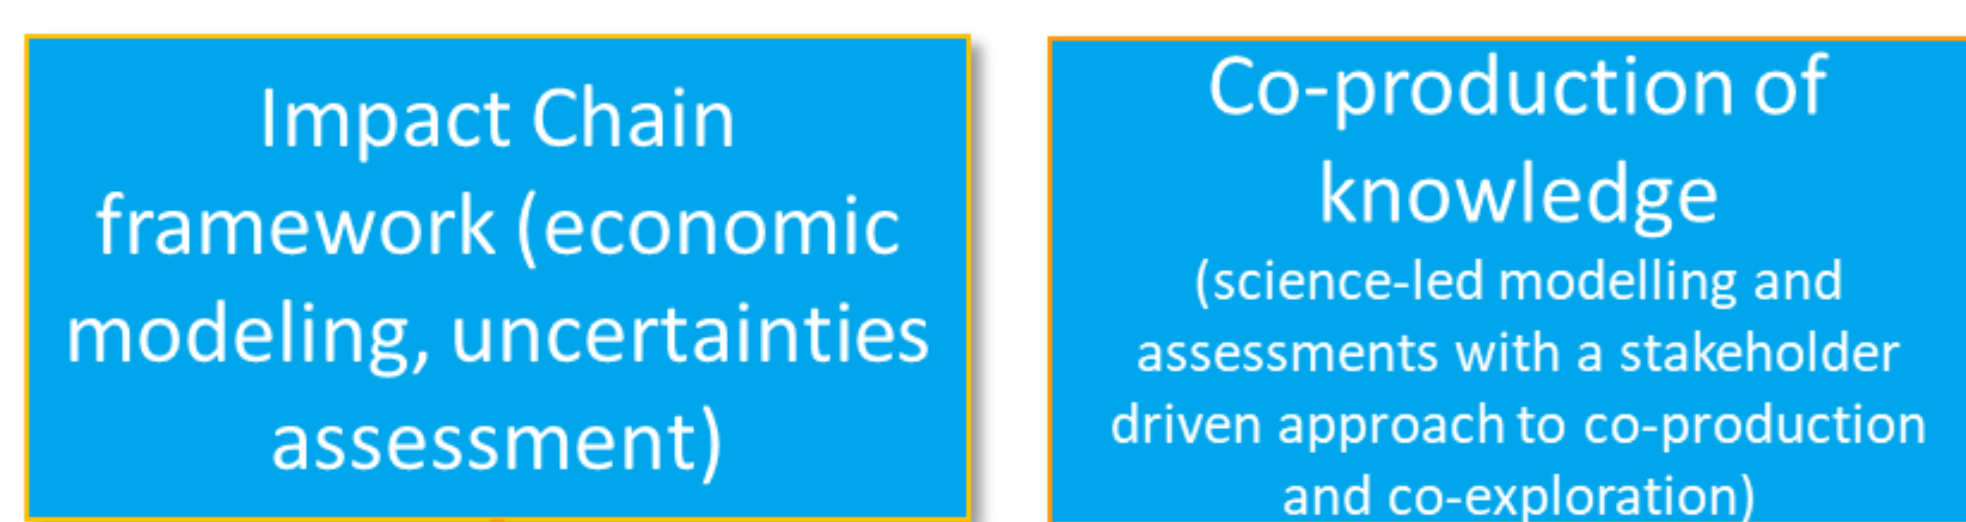 Impact Chain
framework (economic
modeling, uncertainties
assessment)
Co-production of
knowledge
(science-led modelling and
assessments with a stakeholder
driven approach to co-production
and co-exploration)